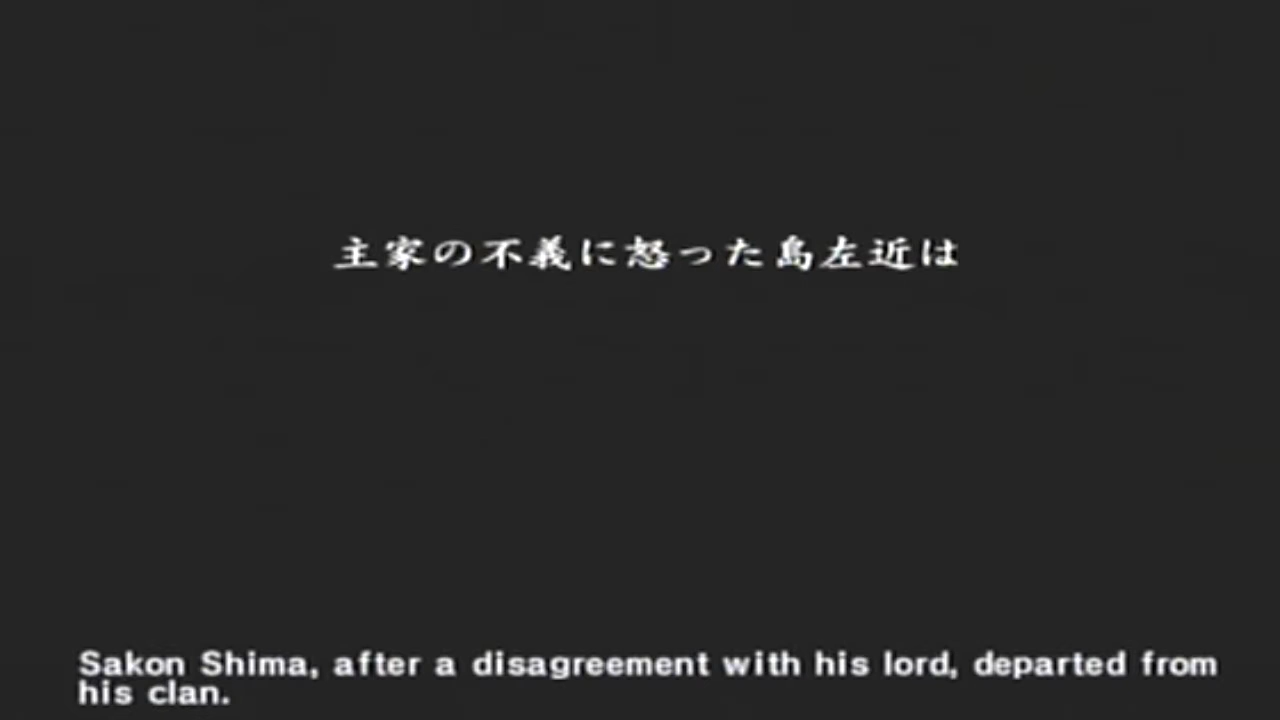 主家の不義に怒った島左近は
Sakon Shima, after a disagreement with his lord, departed from
his clan.